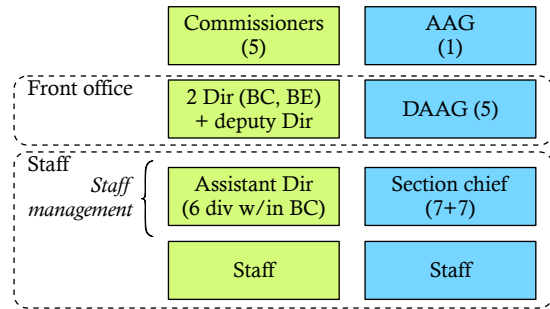 Commissioners
(5)
AAG
(1)
Front office
2 Dir (BC, BE)
+ deputy Dir
DAAG (5)
Staff
Staff
management
Assistant Dir
(6 div w/in BC)
Section chief
(7+7)
Staff
Staff